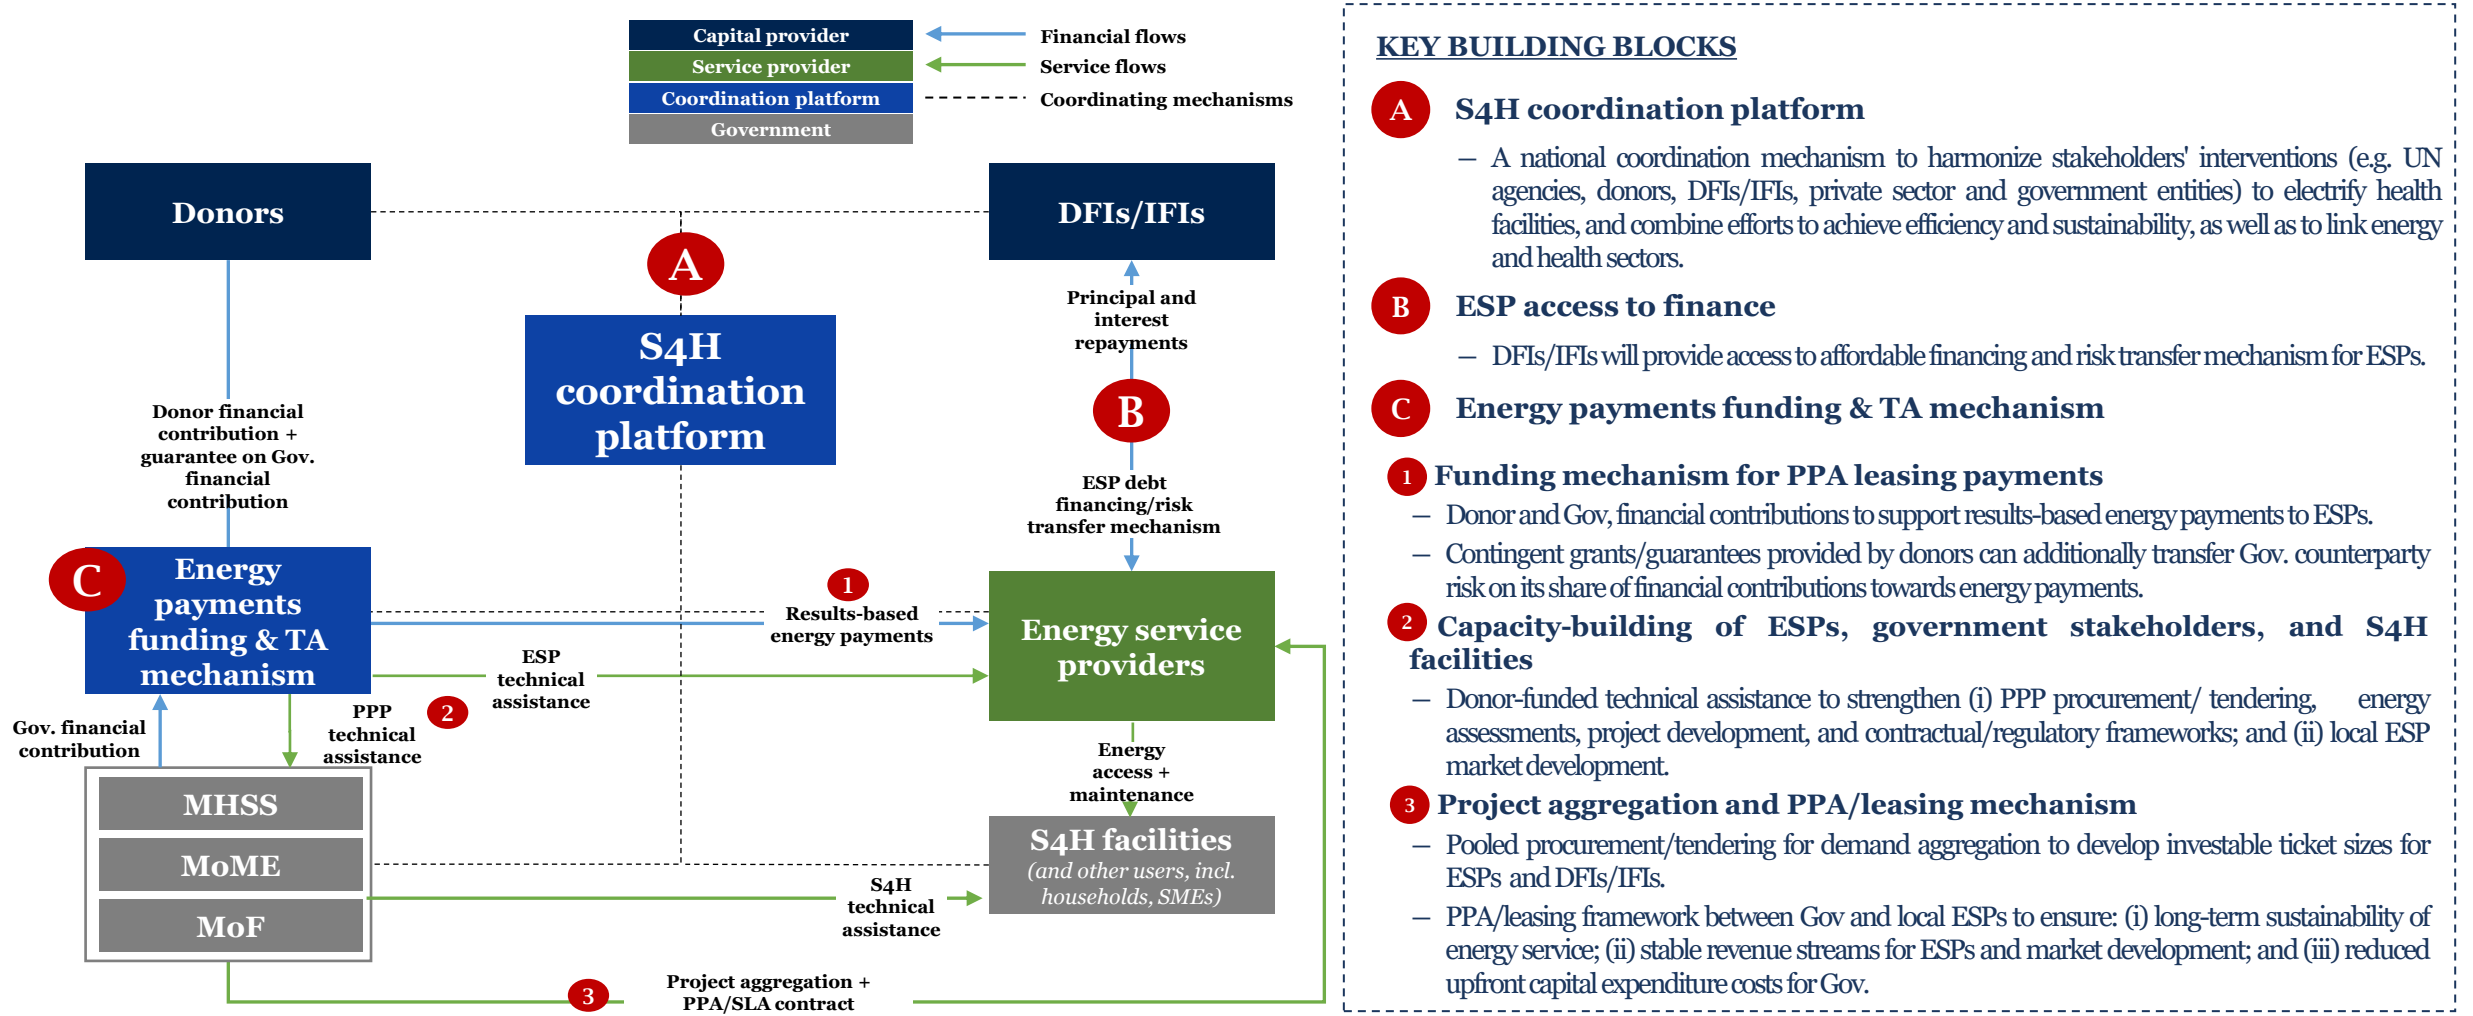 Capital provider
Service provider
Coordination platform
Government
Financial flows
Service flows
Coordinating mechanisms
Donors
DFIs/IFIs
A
S4H
coordination
platform
Principal and
interest
repayments
B
ESP debt
financing/risk
transfer mechanism
Donor financial
contribution +
guarantee on Gov.
financial
contribution
C
Energy
payments
funding & TA
mechanism
1
Results-based
energy payments
Energy service
providers
ESP
technical
assistance
2
PPP
technical
assistance
Gov. financial
contribution
Energy
access +
maintenance
MHSS
MoME
MoF
S4H facilities
(and other users, incl.
households, SMEs)
S4H
technical
assistance
3
Project aggregation +
PPA/SLA contract
KEY BUILDING BLOCKS
A S4H coordination platform
– A national coordination mechanism to harmonize stakeholders' interventions (e.g. UN
agencies, donors, DFIs/IFIs, private sector and government entities) to electrify health
facilities, and combine efforts to achieve efficiency and sustainability, as well as to link energy
and health sectors.
B ESP access to finance
– DFIs/IFIs will provide access to affordable financing and risk transfer mechanism for ESPs.
C Energy payments funding & TA mechanism
1 Funding mechanism for PPA leasing payments
– Donor and Gov, financial contributions to support results-based energy payments to ESPs.
– Contingent grants/guarantees provided by donors can additionally transfer Gov. counterparty
risk on its share of financial contributions towards energy payments.
2 Capacity-building of ESPs, government stakeholders, and S4H
facilities
– Donor-funded technical assistance to strengthen (i) PPP procurement/ tendering, energy
assessments, project development, and contractual/regulatory frameworks; and (ii) local ESP
market development.
3 Project aggregation and PPA/leasing mechanism
– Pooled procurement/tendering for demand aggregation to develop investable ticket sizes for
ESPs and DFIs/IFIs.
– PPA/leasing framework between Gov and local ESPs to ensure: (i) long-term sustainability of
energy service; (ii) stable revenue streams for ESPs and market development; and (iii) reduced
upfront capital expenditure costs for Gov.